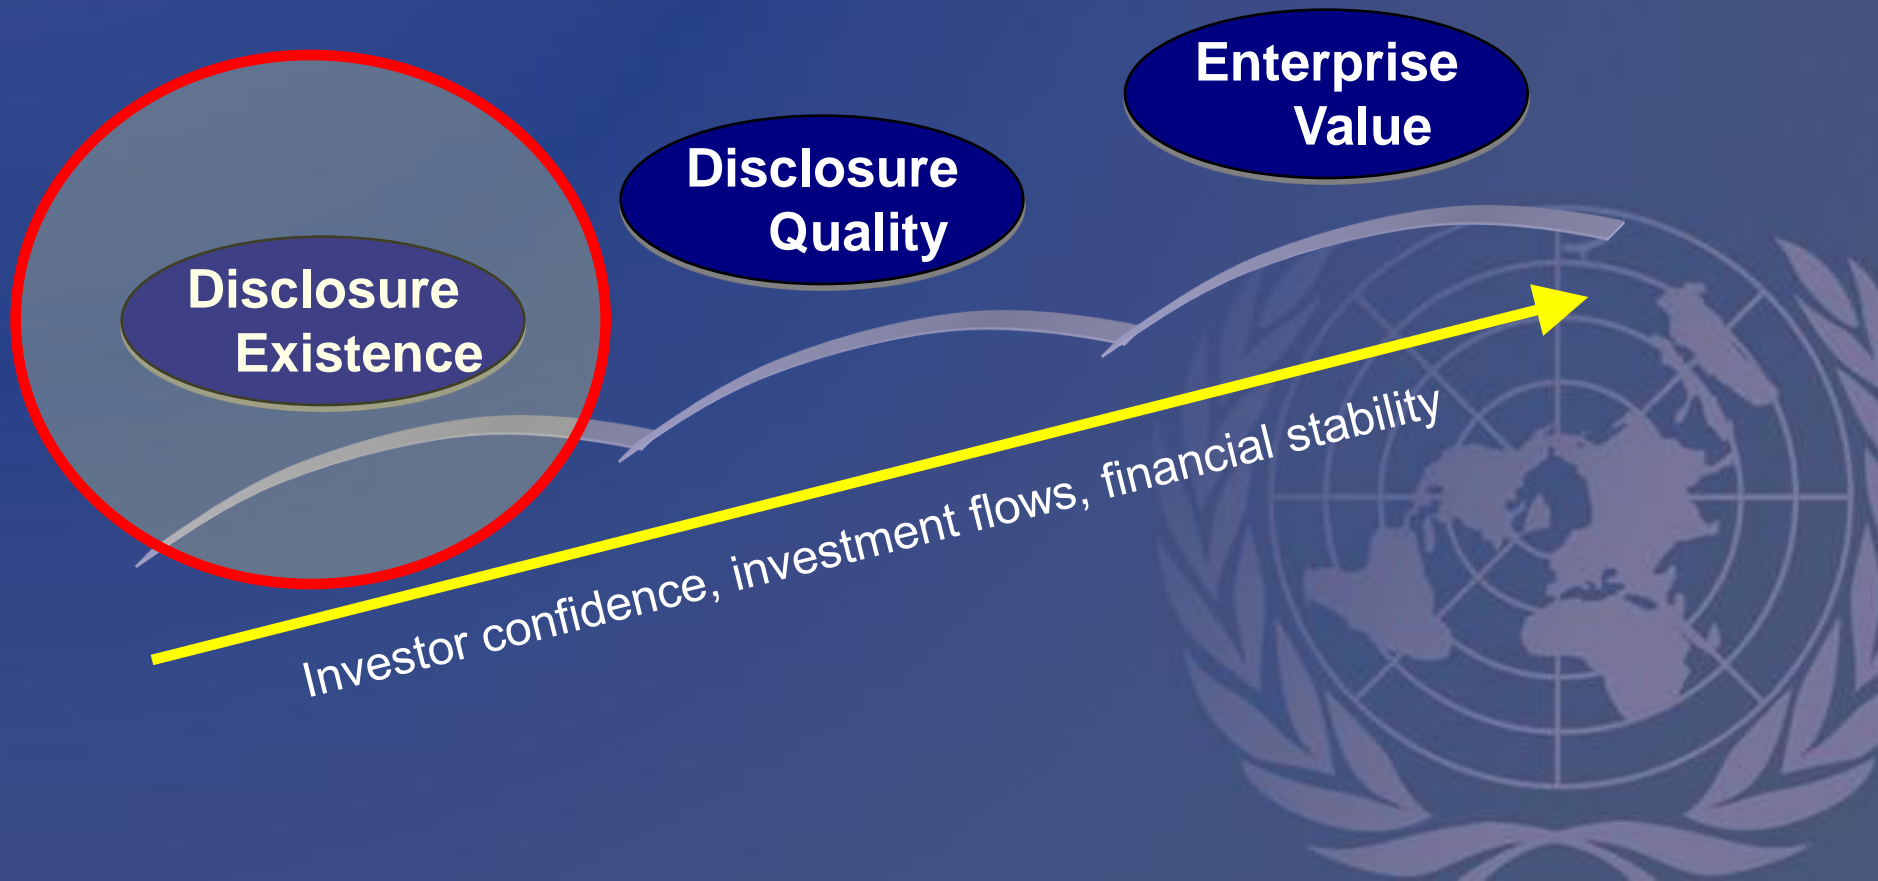 Enterprise
Value
Disclosure
Quality
Disclosure
Existence
Investor confidence, investment flows, financial stability